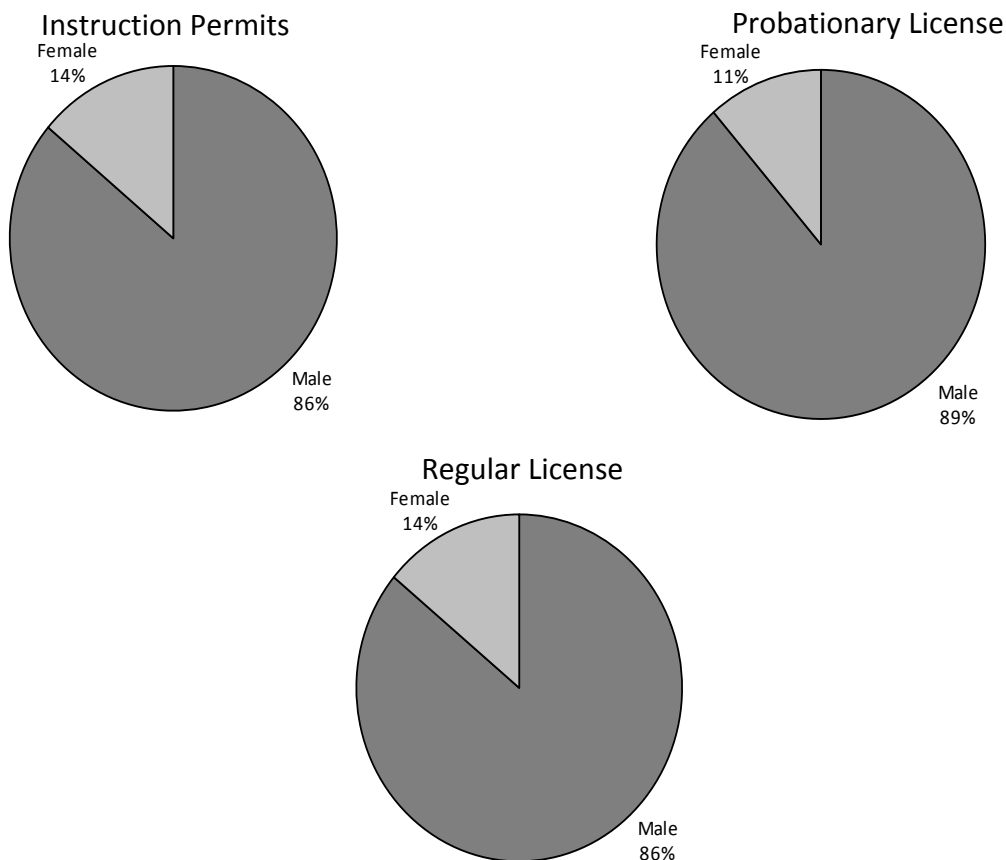 Instruction Permits
Female
14%
Male
86%
Probationary License
Female
11%
Male
89%
Regular License
Female
14%
Male
86%